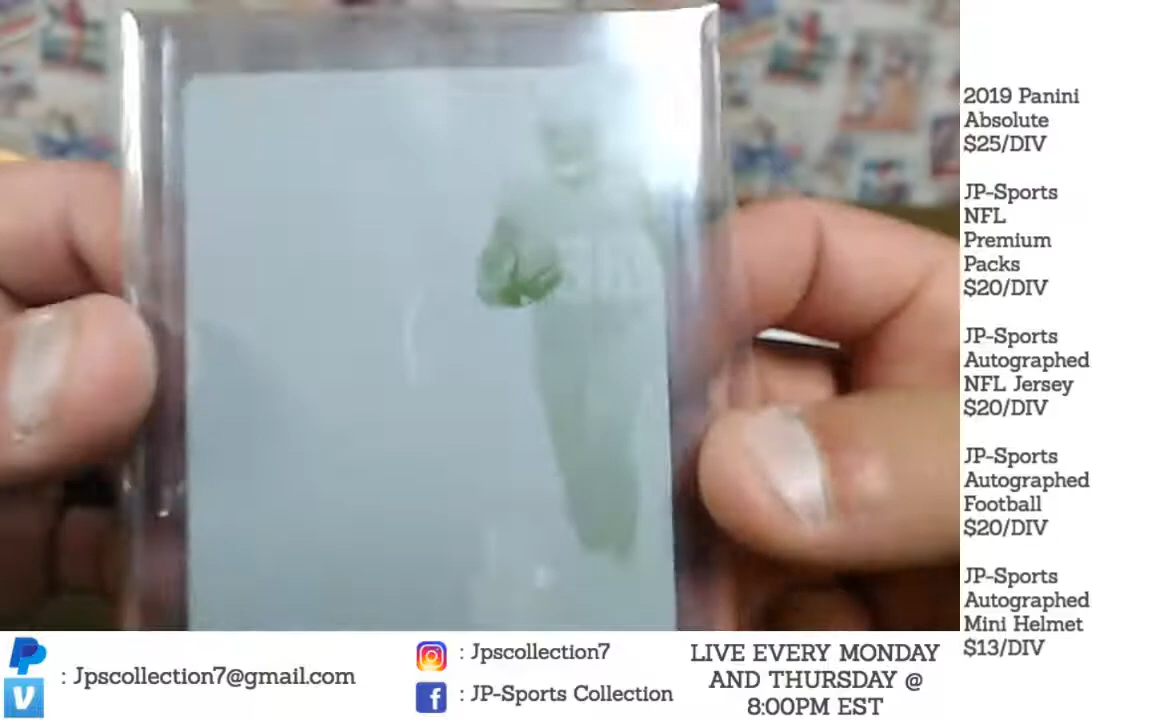 2019 Panini
Absolute
$25/DIV
JP-Sports
NFL
Premium
Packs
$20/DIV
JP-Sports
Autographed
NFL Jersey
$20/DIV
JP-Sports
Autographed
Football
$20/DIV
JP-Sports
Autographed
Mini Helmet
$13/DIV
: Jpscollection7@gmail.com
: Jpscollection7
: JP-Sports Collection
LIVE EVERY MONDAY
AND THURSDAY @
8:00PM EST